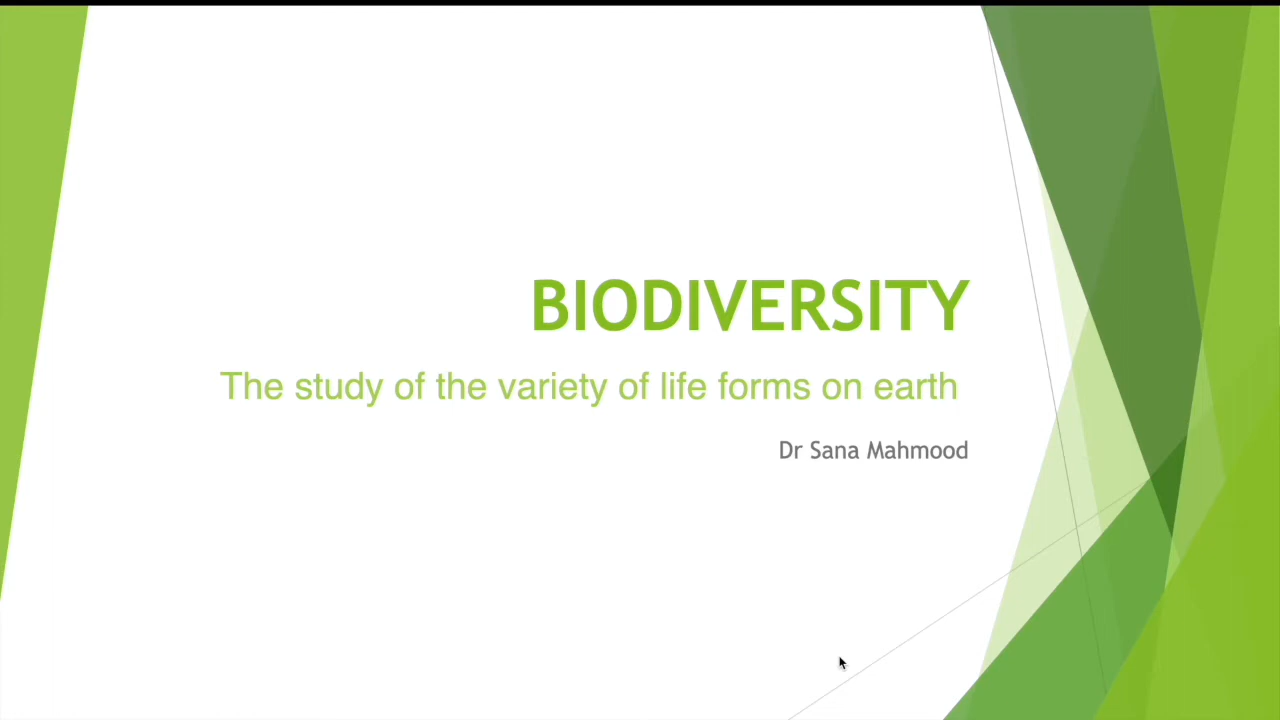 BIODIVERSITY
The study of the variety of life forms on earth
Dr Sana Mahmood